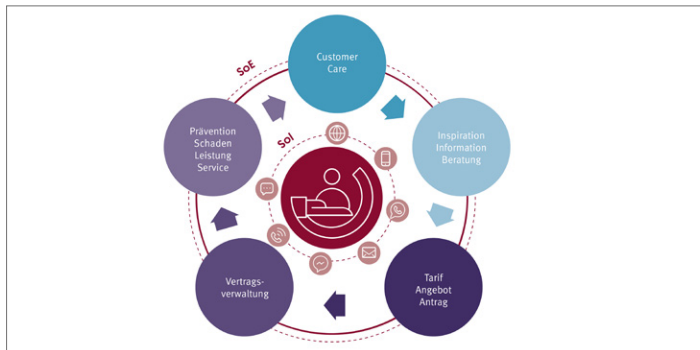 SoE
Customer
Care
Prävention
Schaden
Leistung
Service
SoI
Inspiration
Information
Beratung
Vertrags-
verwaltung
Tarif
Angebot
Antrag